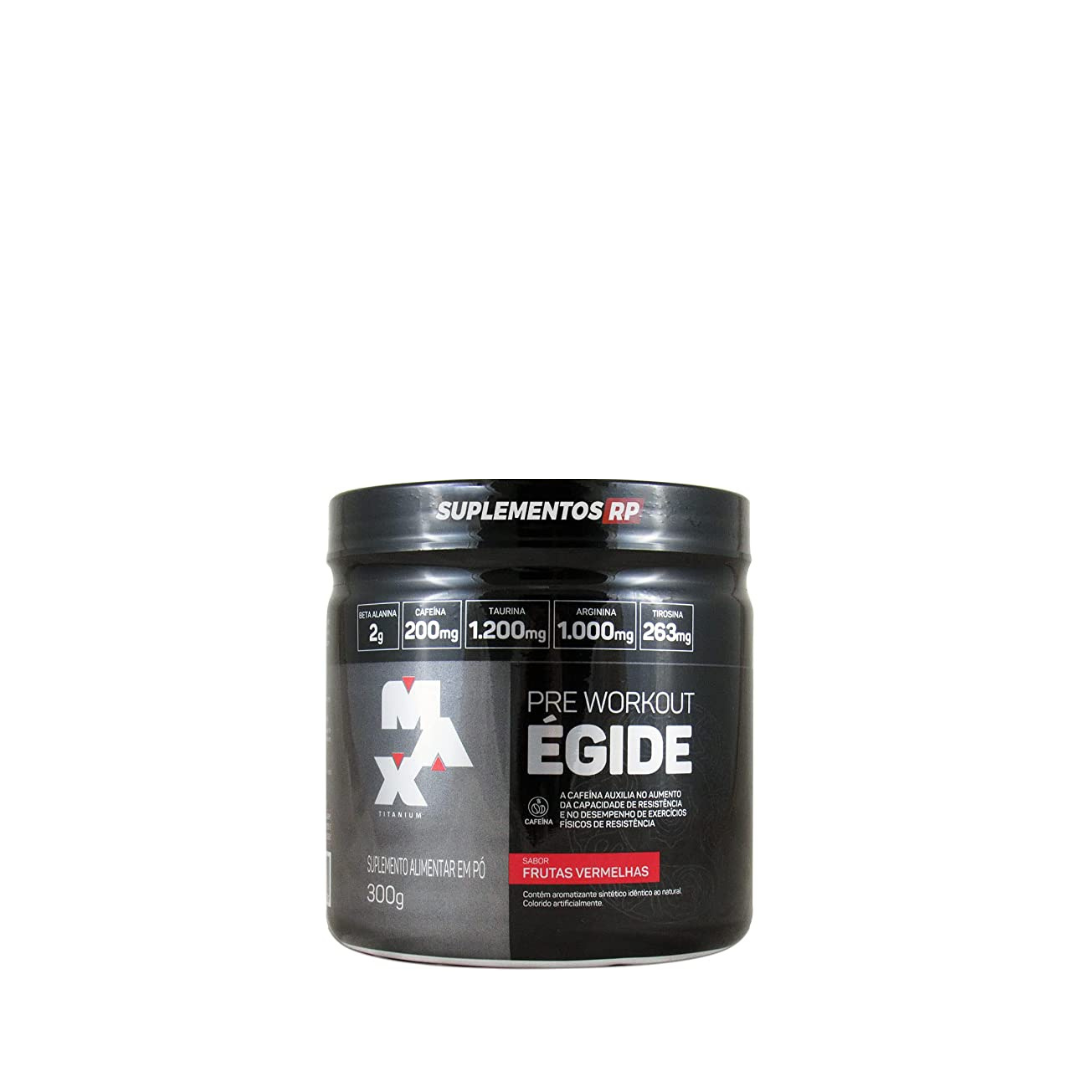 SUPLEMENTOS RP
BETA ALANINA
2g
CAFEÍNA
200mg
TAURINA
1.200mg
ARGININA
1.000mg
TIROSINA
263mg
MAX
TITANIUM
PRE WORKOUT
ÉGIDE
CAFEÍNA
A CAFEÍNA AUXILIA NO AUMENTO
DA CAPACIDADE DE RESISTÊNCIA
E NO DESEMPENHO DE EXERCÍCIOS
FÍSICOS DE RESISTÊNCIA
SUPLEMENTO ALIMENTAR EM PÓ
300g
SABOR
FRUTAS VERMELHAS
Contém aromatizante sintético idêntico ao natural.
Colorido artificialmente.